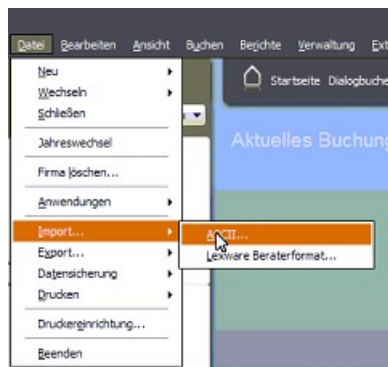 Datei Bearbeiten Ansicht Buchen Berichte Verwaltung Ext
Neu
Wechseln
Schließen
Jahreswechsel
Firma löschen...
Anwendungen
Import...
Export...
Datensicherung
Drucken
Druckereinrichtung...
Beenden
ASCII...
Lexware Beraterformat...
Startseite Dialogbuche
Aktuelles Buchung